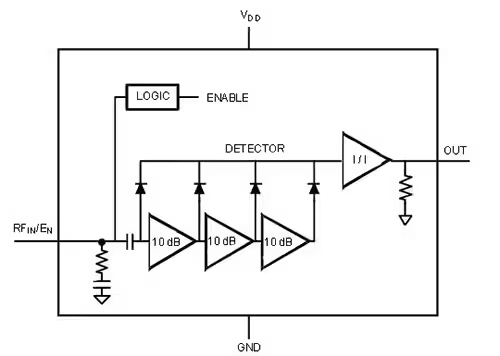 VDD
LOGIC
ENABLE
DETECTOR
I/I
OUT
RFIN/EN
10 dB
10 dB
10 dB
GND